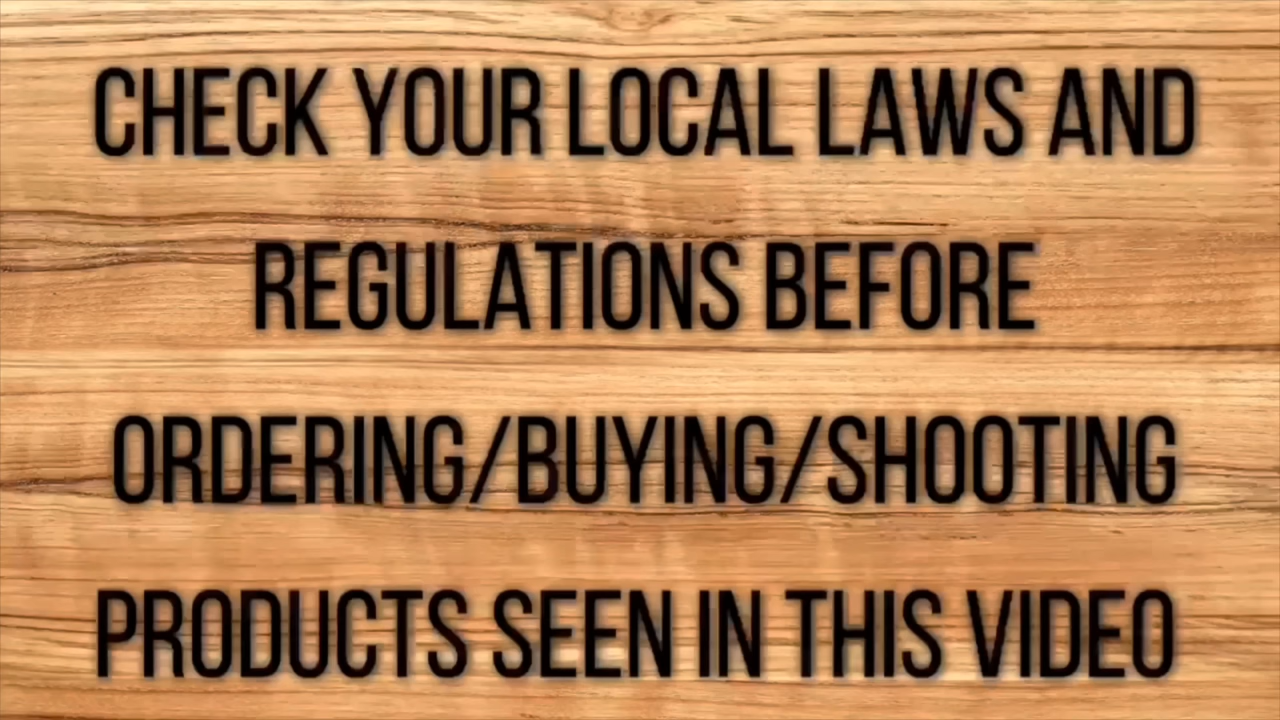 CHECK YOUR LOCAL LAWS AND
REGULATIONS BEFORE
ORDERING/BUYING/SHOOTING
PRODUCTS SEEN IN THIS VIDEO